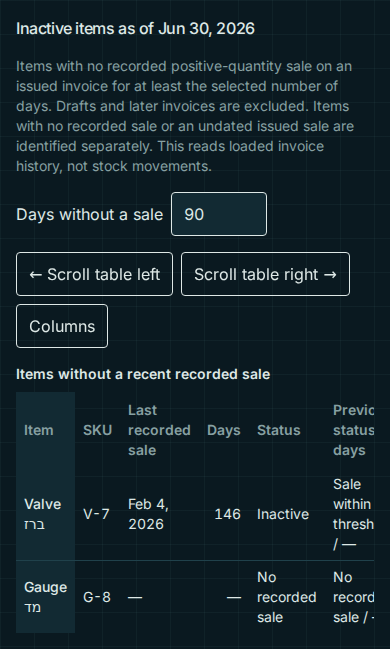 Inactive items as of Jun 30, 2026
Items with no recorded positive-quantity sale on an
issued invoice for at least the selected number of
days. Drafts and later invoices are excluded. Items
with no recorded sale or an undated issued sale are
identified separately. This reads loaded invoice
history, not stock movements.
Days without a sale 90
← Scroll table left Scroll table right →
Columns
Items without a recent recorded sale
Item SKU Last recorded sale Days Status status days
Valve ברז V-7 Feb 4, 2026 146 Inactive Sale within / —
Gauge מד G-8 — — No recorded sale No sale /